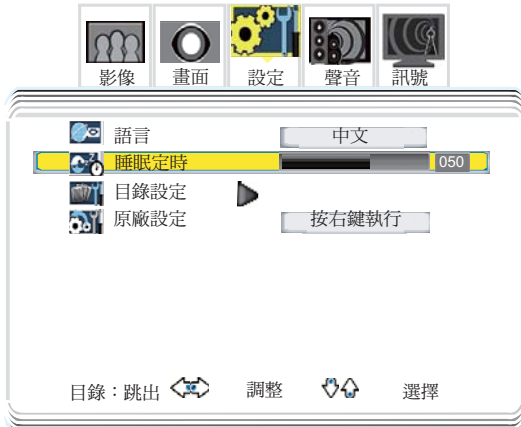 影像 畫面 設定 聲音 訊號
語言 中文
睡眠定時 050
目錄設定
原廠設定 按右鍵執行
目錄：跳出 調整 選擇